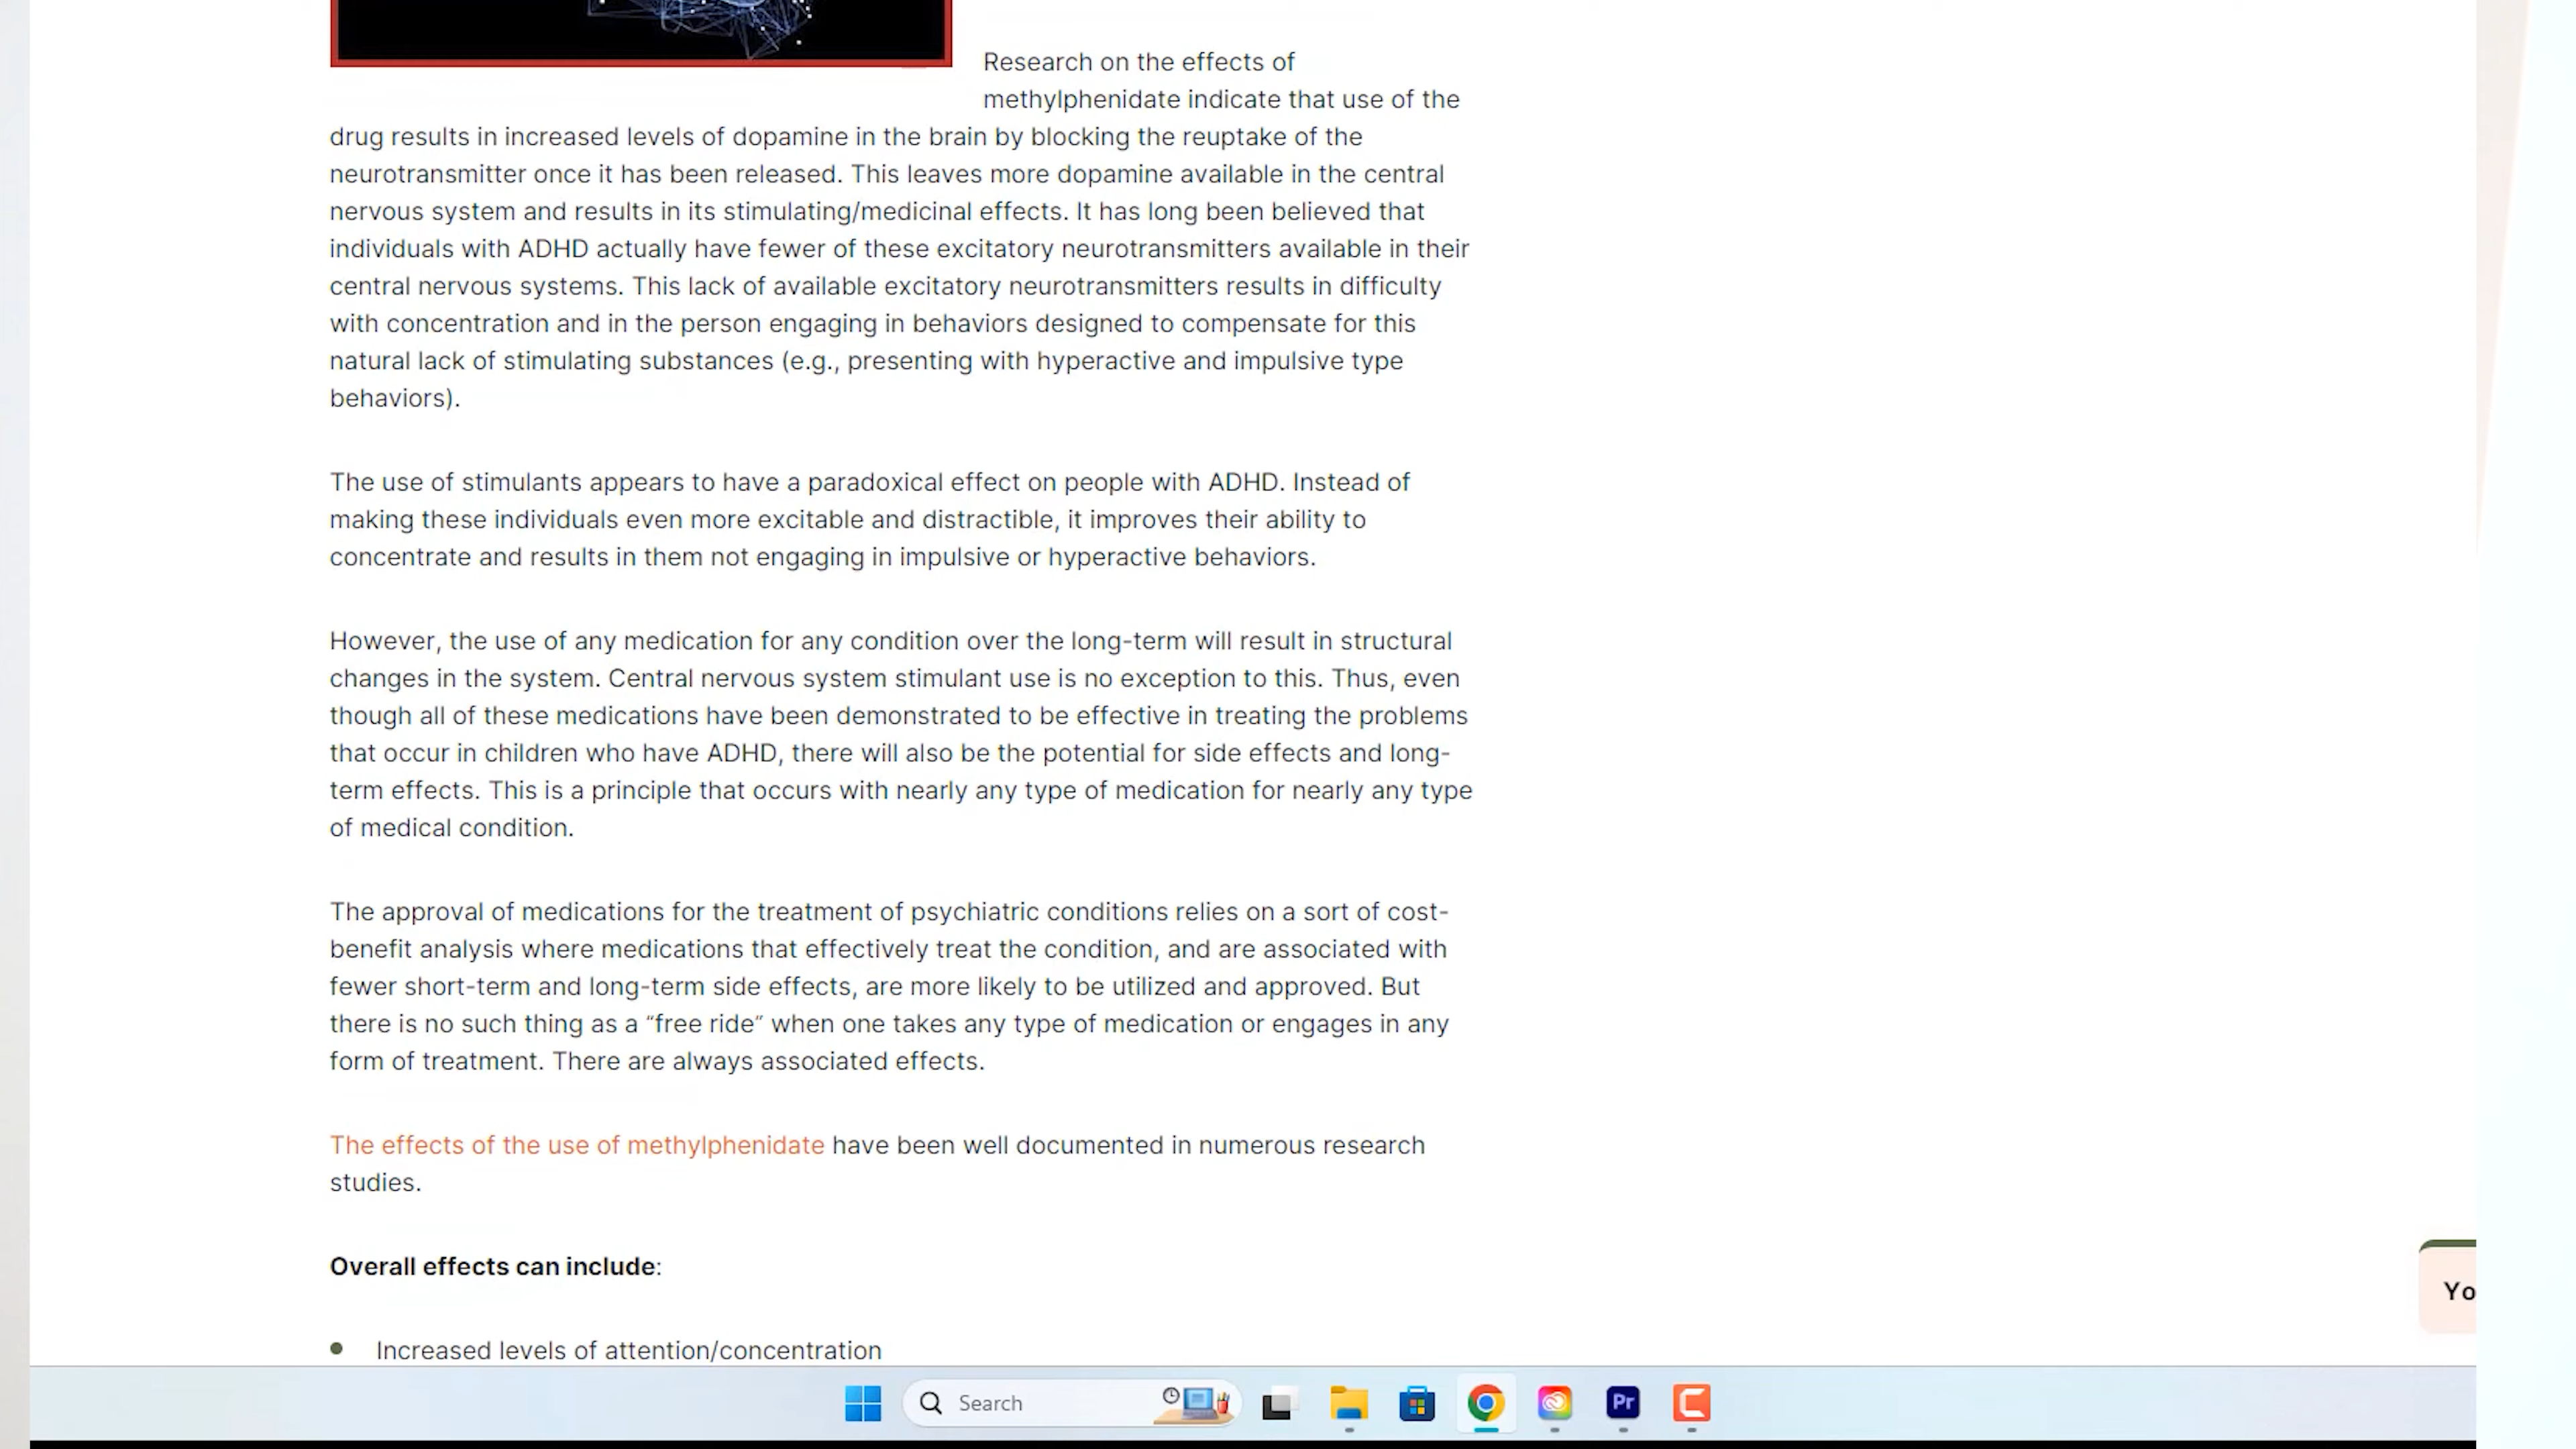 Research on the effects of
methylphenidate indicate that use of the
drug results in increased levels of dopamine in the brain by blocking the reuptake of the
neurotransmitter once it has been released. This leaves more dopamine available in the central
nervous system and results in its stimulating/medicinal effects. It has long been believed that
individuals with ADHD actually have fewer of these excitatory neurotransmitters available in their
central nervous systems. This lack of available excitatory neurotransmitters results in difficulty
with concentration and in the person engaging in behaviors designed to compensate for this
natural lack of stimulating substances (e.g., presenting with hyperactive and impulsive type
behaviors).
The use of stimulants appears to have a paradoxical effect on people with ADHD. Instead of
making these individuals even more excitable and distractible, it improves their ability to
concentrate and results in them not engaging in impulsive or hyperactive behaviors.
However, the use of any medication for any condition over the long-term will result in structural
changes in the system. Central nervous system stimulant use is no exception to this. Thus, even
though all of these medications have been demonstrated to be effective in treating the problems
that occur in children who have ADHD, there will also be the potential for side effects and long-
term effects. This is a principle that occurs with nearly any type of medication for nearly any type
of medical condition.
The approval of medications for the treatment of psychiatric conditions relies on a sort of cost-
benefit analysis where medications that effectively treat the condition, and are associated with
fewer short-term and long-term side effects, are more likely to be utilized and approved. But
there is no such thing as a “free ride” when one takes any type of medication or engages in any
form of treatment. There are always associated effects.
The effects of the use of methylphenidate have been well documented in numerous research
studies.
Overall effects can include:
• Increased levels of attention/concentration
Yo
Search
Pr